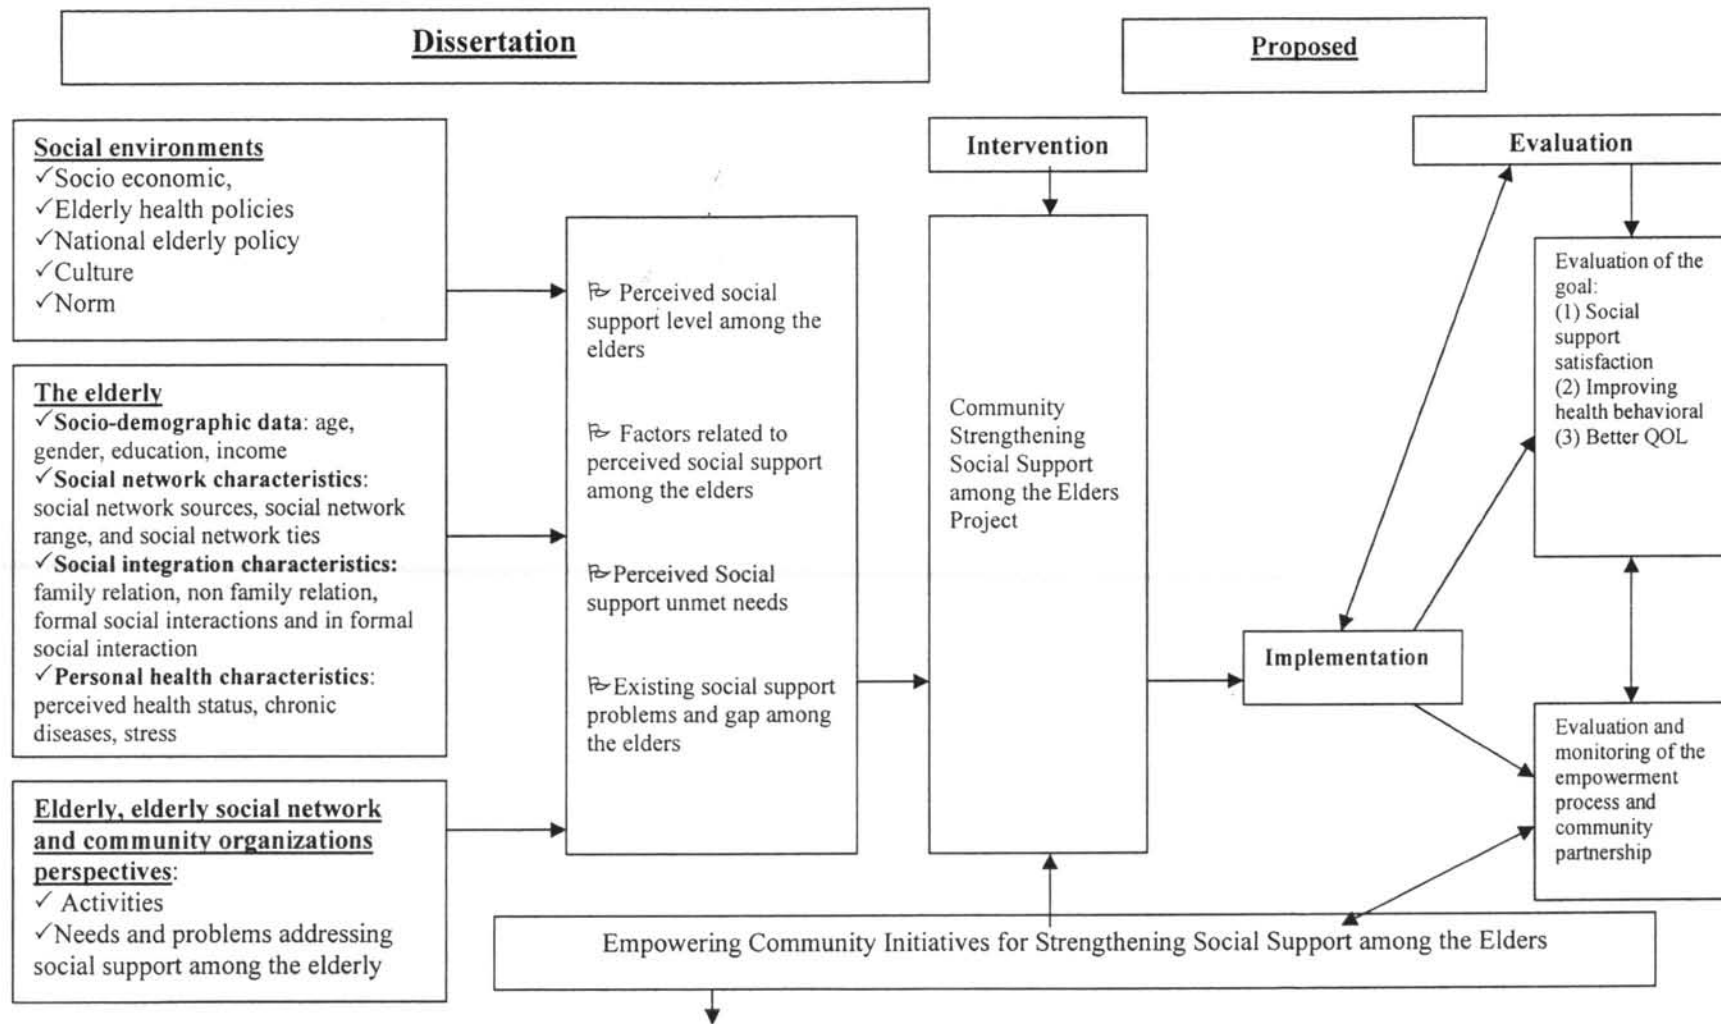 Dissertation
Proposed
Social environments
✓Socio economic,
✓Elderly health policies
✓National elderly policy
✓Culture
✓Norm
The elderly
✓Socio-demographic data: age,
gender, education, income
✓Social network characteristics:
social network sources, social network
range, and social network ties
✓Social integration characteristics:
family relation, non family relation,
formal social interactions and in formal
social interaction
✓Personal health characteristics:
perceived health status, chronic
diseases, stress
Elderly, elderly social network
and community organizations
perspectives:
✓ Activities
✓Needs and problems addressing
social support among the elderly
Perceived social
support level among the
elders
Factors related to
perceived social support
among the elders
Perceived Social
support unmet needs
Existing social support
problems and gap among
the elders
Intervention
Community
Strengthening
Social Support
among the Elders
Project
Implementation
Evaluation
Evaluation of the
goal:
(1) Social
support
satisfaction
(2) Improving
health behavioral
(3) Better QOL
Evaluation and
monitoring of the
empowerment
process and
community
partnership
Empowering Community Initiatives for Strengthening Social Support among the Elders